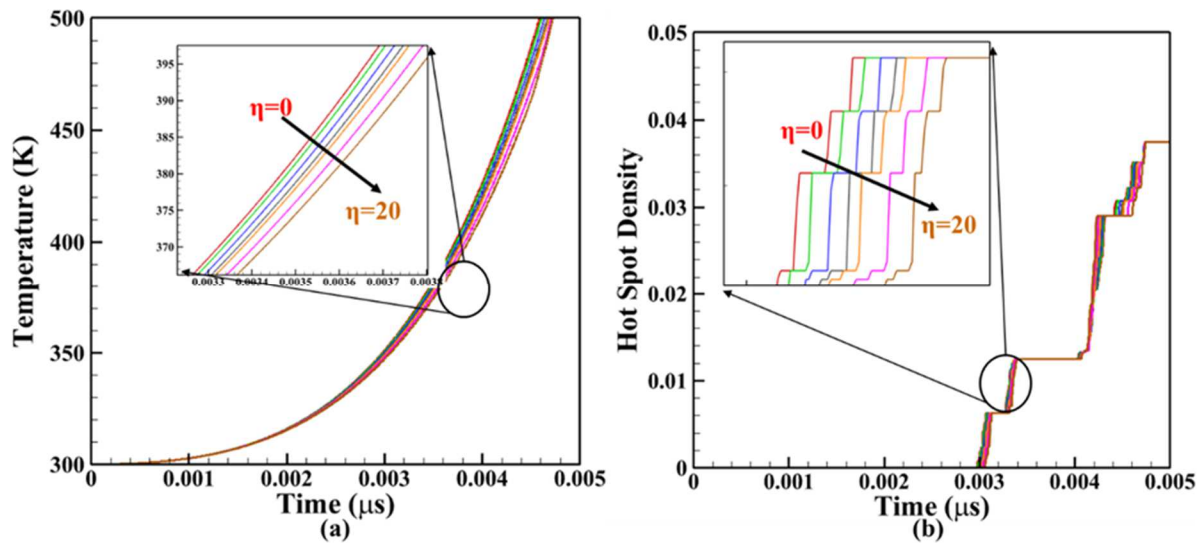 500
450
400
350
300
Temperature (K)
395
390
385
380
375
370
0.0033 0.0034 0.0035 0.0036 0.0037 0.0038
η=0
η=20
0 0.001 0.002 0.003 0.004 0.005
Time (μs)
(a)
0.05
0.04
0.03
0.02
0.01
0
Hot Spot Density
η=0
η=20
0 0.001 0.002 0.003 0.004 0.005
Time (μs)
(b)